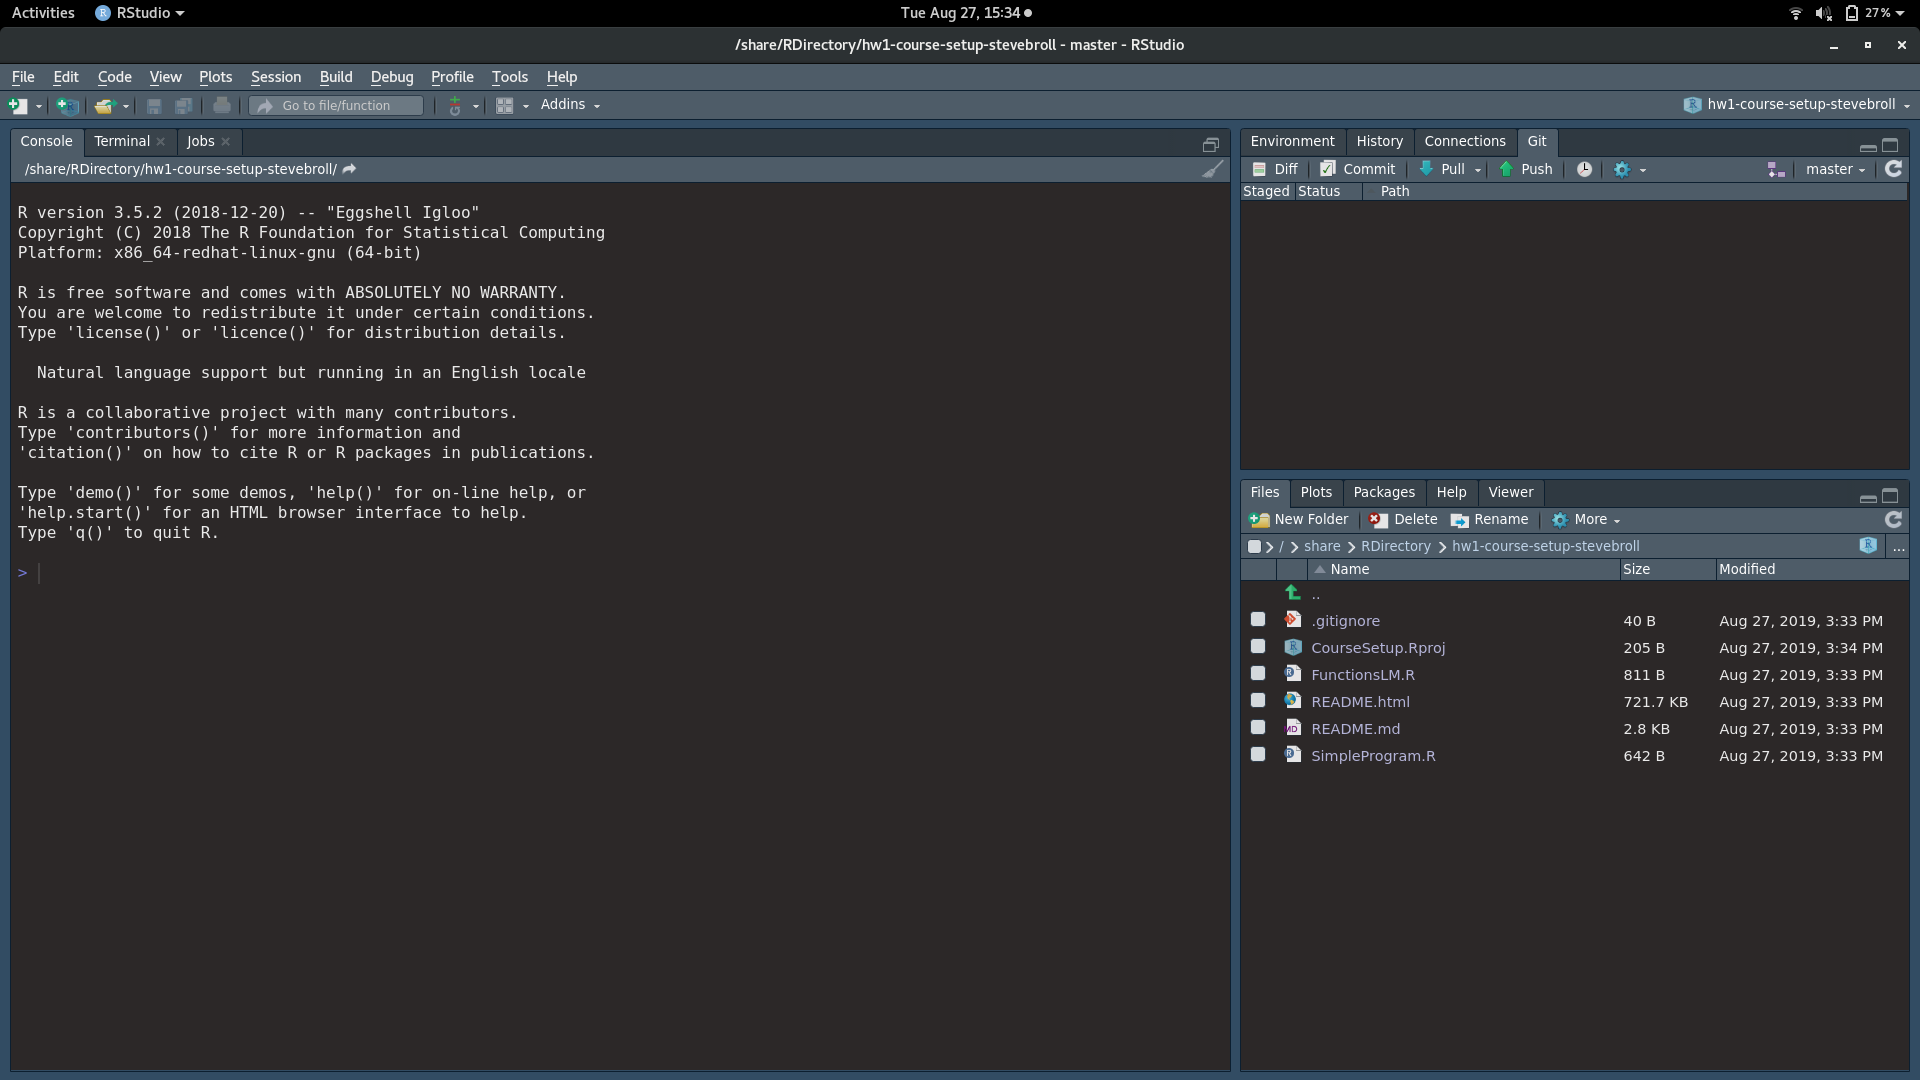 Activities RStudio Tue Aug 27, 15:34 27%
/share/RDirectory/hw1-course-setup-stevebroll - master - RStudio
File Edit Code View Plots Session Build Debug Profile Tools Help
Go to file/function Addins hw1-course-setup-stevebroll
Console Terminal Jobs
/share/RDirectory/hw1-course-setup-stevebroll/
R version 3.5.2 (2018-12-20) -- "Eggshell Igloo"
Copyright (C) 2018 The R Foundation for Statistical Computing
Platform: x86_64-redhat-linux-gnu (64-bit)
R is free software and comes with ABSOLUTELY NO WARRANTY.
You are welcome to redistribute it under certain conditions.
Type 'license()' or 'licence()' for distribution details.
Natural language support but running in an English locale
R is a collaborative project with many contributors.
Type 'contributors()' for more information and
'citation()' on how to cite R or R packages in publications.
Type 'demo()' for some demos, 'help()' for on-line help, or
'help.start()' for an HTML browser interface to help.
Type 'q()' to quit R.
>
Environment History Connections Git
Diff Commit Pull Push master
Staged Status Path
Files Plots Packages Help Viewer
New Folder Delete Rename More
/ share RDirectory hw1-course-setup-stevebroll ...
Name Size Modified
..
.gitignore 40 B Aug 27, 2019, 3:33 PM
CourseSetup.Rproj 205 B Aug 27, 2019, 3:34 PM
FunctionsLM.R 811 B Aug 27, 2019, 3:33 PM
README.html 721.7 KB Aug 27, 2019, 3:33 PM
README.md 2.8 KB Aug 27, 2019, 3:33 PM
SimpleProgram.R 642 B Aug 27, 2019, 3:33 PM